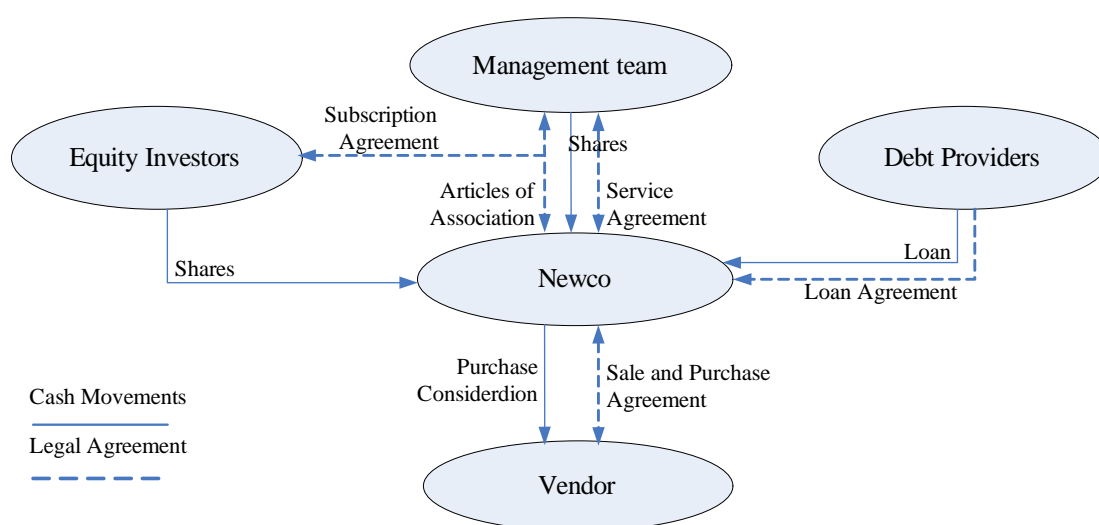 Management team
Subscription
Agreement
Equity Investors
Shares
Debt Providers
Articles of
Association
Service
Agreement
Shares
Newco
Loan
Loan Agreement
Purchase
Considerdion
Sale and Purchase
Agreement
Cash Movements
Legal Agreement
Vendor